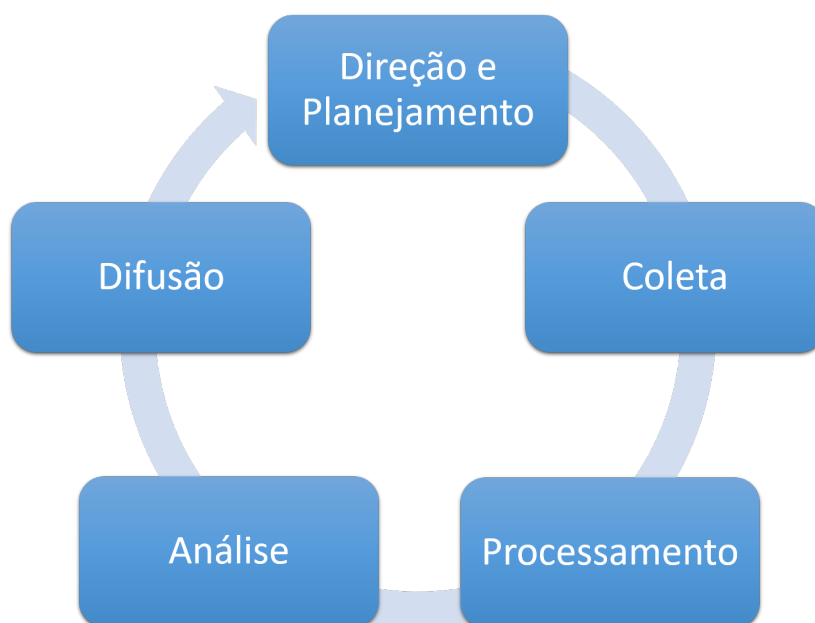 Direção e
Planejamento
Coleta
Processamento
Análise
Difusão